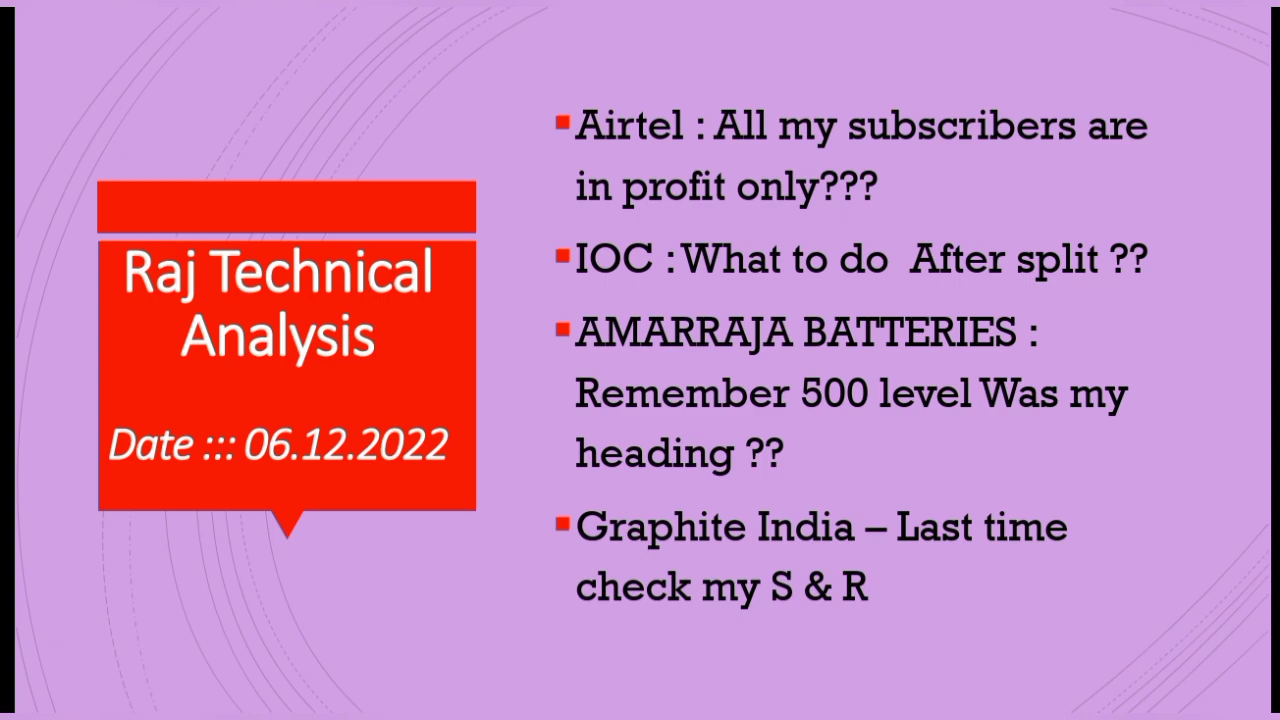 Raj Technical
Analysis
Date ::: 06.12.2022
Airtel : All my subscribers are
in profit only???
IOC : What to do After split ??
AMARRAJA BATTERIES :
Remember 500 level Was my
heading ??
Graphite India – Last time
check my S & R